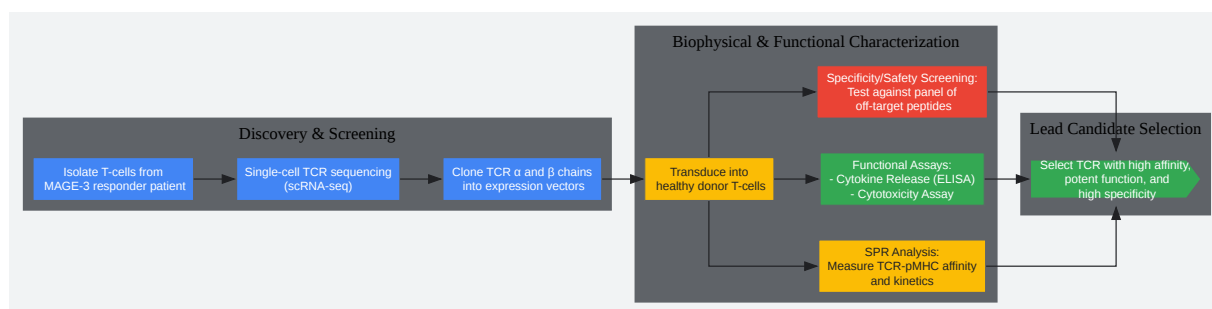 Discovery & Screening
Isolate T-cells from
MAGE-3 responder patient
Single-cell TCR sequencing
(scRNA-seq)
Clone TCR α and β chains
into expression vectors
Biophysical & Functional Characterization
Transduce into
healthy donor T-cells
Specificity/Safety Screening:
Test against panel of
off-target peptides
Functional Assays:
- Cytokine Release (ELISA)
- Cytotoxicity Assay
SPR Analysis:
Measure TCR-pMHC affinity
and kinetics
Lead Candidate Selection
Select TCR with high affinity,
potent function, and
high specificity